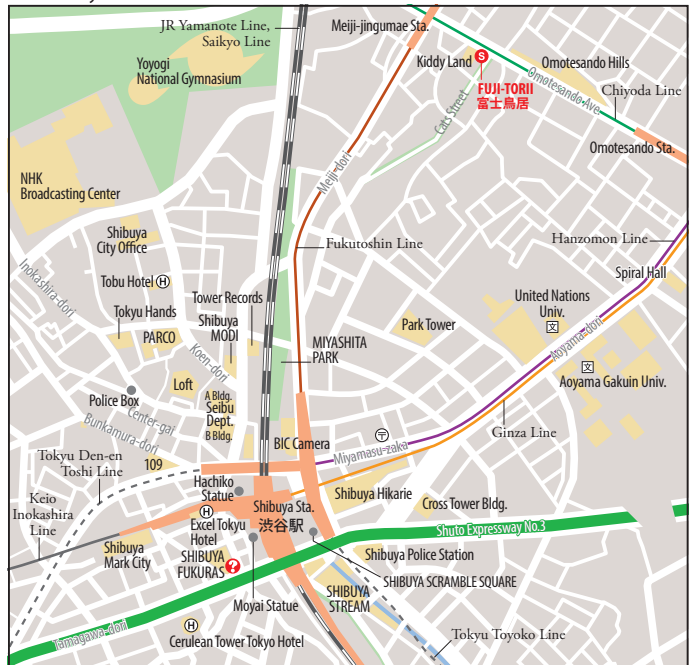 JR Yamanote Line,
Saikyo Line
Meiji-jingumae Sta.
Yoyogi
National Gymnasium
Kiddy Land
S
Omotesando Hills
FUJI-TORII
富士鳥居
Omotesando Ave.
Chiyoda Line
Cats Street
Omotesando Sta.
NHK
Broadcasting Center
Meiji-dori
Shibuya
City Office
Fukutoshin Line
Hanzomon Line
Inokashira-dori
Tobu Hotel
H
Spiral Hall
Tower Records
Tokyu Hands
Shibuya
MODI
United Nations
Univ.
文
PARCO
Koen-dori
MIYASHITA
PARK
Park Tower
Aoyama-dori
文
Aoyama Gakuin Univ.
Loft
Police Box
A Bldg.
Seibu
Dept.
B Bldg.
Center-gai
Bunkamura-dori
BIC Camera
〒
Miyamasu-zaka
Ginza Line
Tokyu Den-en
Toshi Line
109
Keio
Inokashira
Line
Hachiko
Statue
Shibuya Hikarie
Shibuya Sta.
渋谷駅
Cross Tower Bldg.
H
Excel Tokyu
Hotel
Shuto Expressway No.3
Shibuya
Mark City
SHIBUYA
FUKURAS
?
Shibuya Police Station
SHIBUYA SCRAMBLE SQUARE
SHIBUYA
STREAM
Moyai Statue
Tamagawa-dori
H
Cerulean Tower Tokyo Hotel
Tokyu Toyoko Line